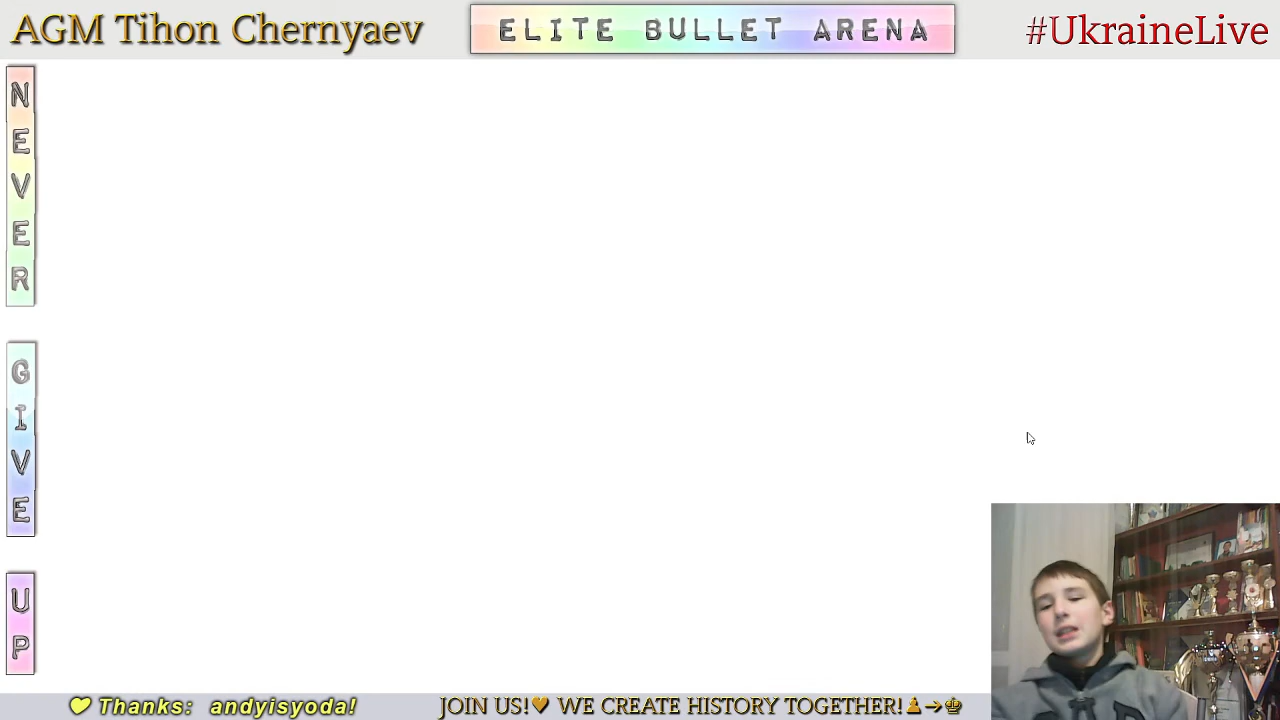 AGM Tihon Chernyaev
ELITE BULLET ARENA
#UkraineLive
NEVER
GIVE
UP
Thanks: andyisyoda!
JOIN US!♥ WE CREATE HISTORY TOGETHER!♟→♚